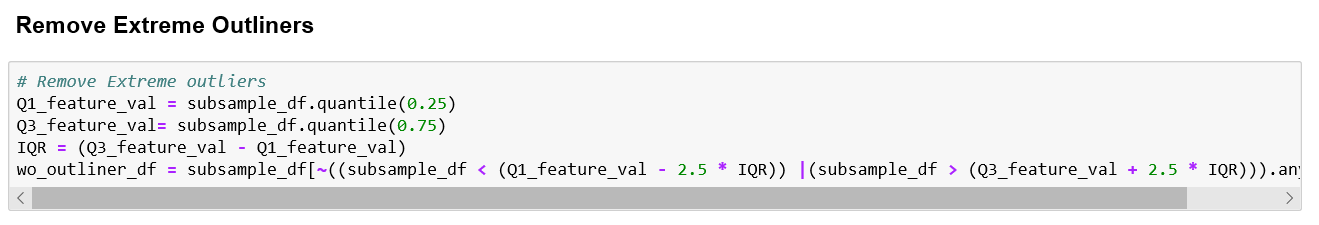 Remove Extreme Outliners
# Remove Extreme outliers
Q1_feature_val = subsample_df.quantile(0.25)
Q3_feature_val= subsample_df.quantile(0.75)
IQR = (Q3_feature_val - Q1_feature_val)
wo_outliner_df = subsample_df[~((subsample_df < (Q1_feature_val - 2.5 * IQR)) |(subsample_df > (Q3_feature_val + 2.5 * IQR))).any